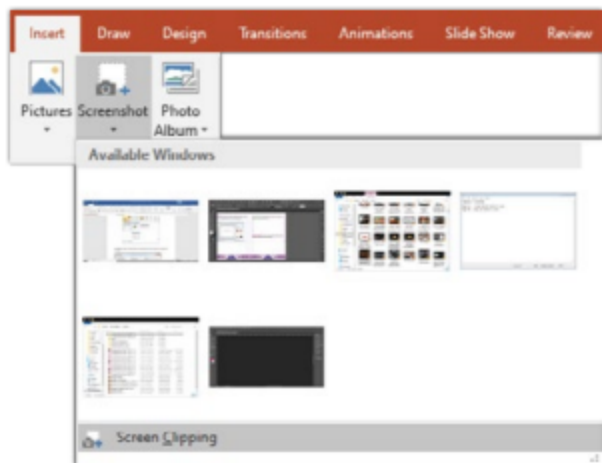 Insert Draw Design Transitions Animations Slide Show Review
Pictures Screenshot Photo
Album
Available Windows
Screen Clipping